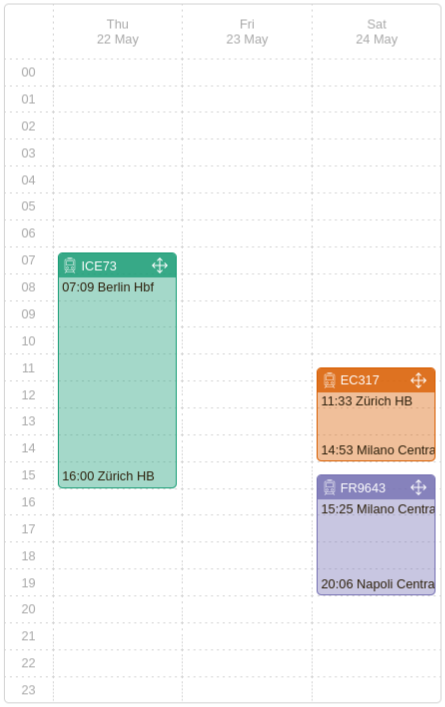 Thu
22 May
Fri
23 May
Sat
24 May
00
01
02
03
04
05
06
07
ICE73
08
07:09 Berlin Hbf
09
10
11
EC317
12
11:33 Zürich HB
13
14
14:53 Milano Centra
15
16:00 Zürich HB
FR9643
16
15:25 Milano Centra
17
18
19
20:06 Napoli Centra
20
21
22
23